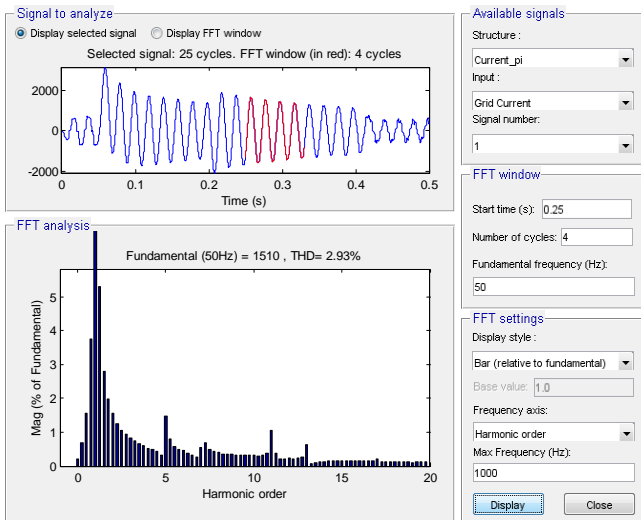 Signal to analyze
Display selected signal Display FFT window
Selected signal: 25 cycles. FFT window (in red): 4 cycles
2000
0
-2000
0 0.1 0.2 0.3 0.4 0.5
Time (s)
FFT analysis
Fundamental (50Hz) = 1510 , THD= 2.93%
Mag (% of Fundamental)
5
4
3
2
1
0
0 5 10 15 20
Harmonic order
Available signals
Structure :
Current_pi
Input :
Grid Current
Signal number:
1
FFT window
Start time (s): 0.25
Number of cycles: 4
Fundamental frequency (Hz):
50
FFT settings
Display style :
Bar (relative to fundamental)
Base value: 1.0
Frequency axis:
Harmonic order
Max Frequency (Hz):
1000
Display Close